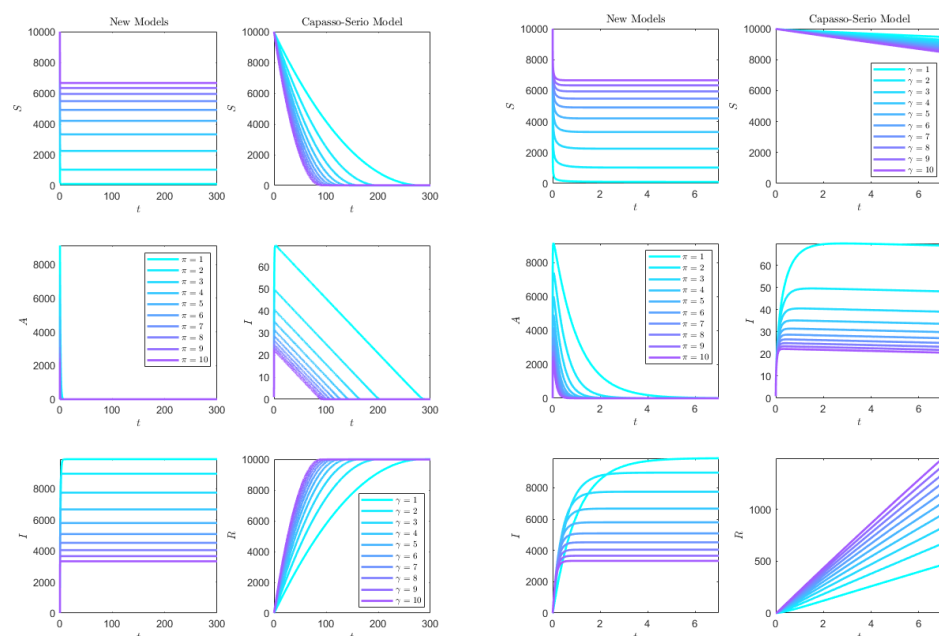 New Models
Capasso-Serio Model
New Models
Capasso-Serio Model
10000
8000
6000
4000
2000
0
S
0 100 200 300
t
10000
8000
6000
4000
2000
0
S
0 100 200 300
t
10000
8000
6000
4000
2000
0
S
0 2 4 6
t
10000
8000
6000
4000
2000
0
S
0 2 4 6
t
γ = 1
γ = 2
γ = 3
γ = 4
γ = 5
γ = 6
γ = 7
γ = 8
γ = 9
γ = 10
8000
6000
4000
2000
0
A
0 100 200 300
t
π = 1
π = 2
π = 3
π = 4
π = 5
π = 6
π = 7
π = 8
π = 9
π = 10
60
50
40
30
20
10
0
I
0 100 200 300
t
8000
6000
4000
2000
0
A
0 2 4 6
t
π = 1
π = 2
π = 3
π = 4
π = 5
π = 6
π = 7
π = 8
π = 9
π = 10
60
50
40
30
20
10
0
I
0 2 4 6
t
8000
6000
4000
2000
0
I
0 100 200 300
t
10000
8000
6000
4000
2000
0
R
0 100 200 300
t
γ = 1
γ = 2
γ = 3
γ = 4
γ = 5
γ = 6
γ = 7
γ = 8
γ = 9
γ = 10
8000
6000
4000
2000
0
I
0 2 4 6
t
1000
500
0
R
0 2 4 6
t